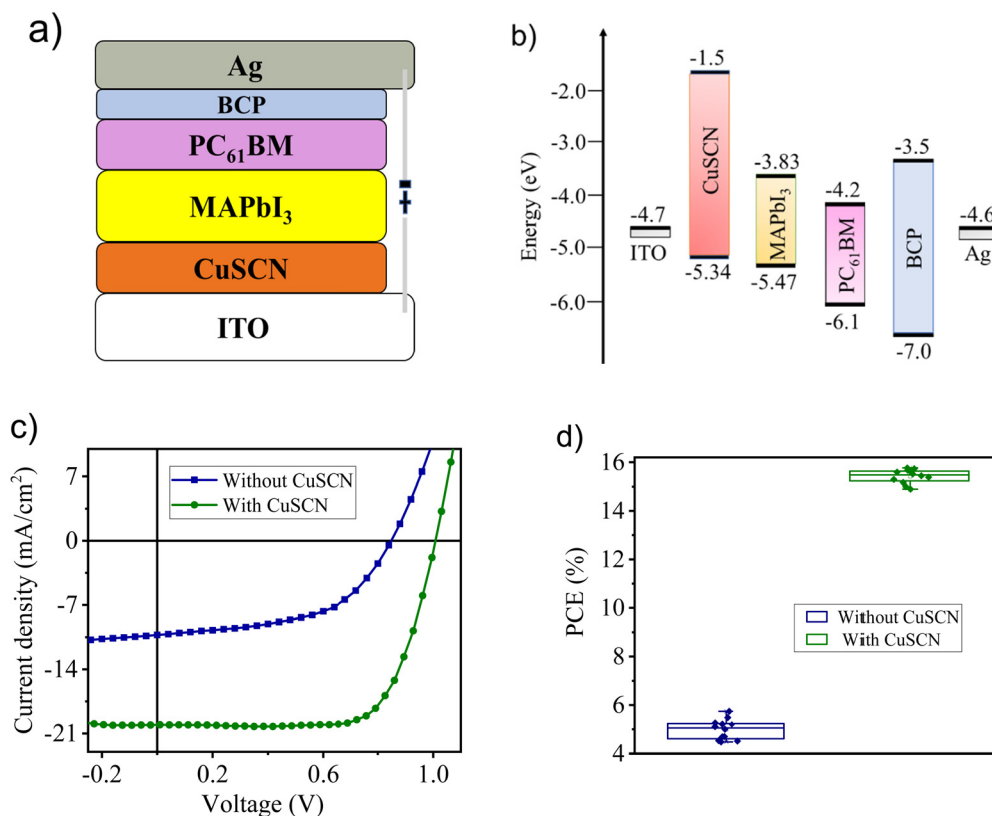 a)
Ag
BCP
PC₆₁BM
MAPbI₃
CuSCN
ITO
b)
Energy (eV)
-2.0
-3.0
-4.0
-5.0
-6.0
-4.7
ITO
-1.5
CuSCN
-5.34
-3.83
MAPbI₃
-5.47
-4.2
PC₆₁BM
-6.1
-3.5
BCP
-7.0
-4.6
Ag
c)
Current density (mA/cm²)
7
0
-7
-14
-21
Without CuSCN
With CuSCN
-0.2
0.2
0.6
1.0
Voltage (V)
d)
PCE (%)
16
14
12
10
8
6
4
Without CuSCN
With CuSCN